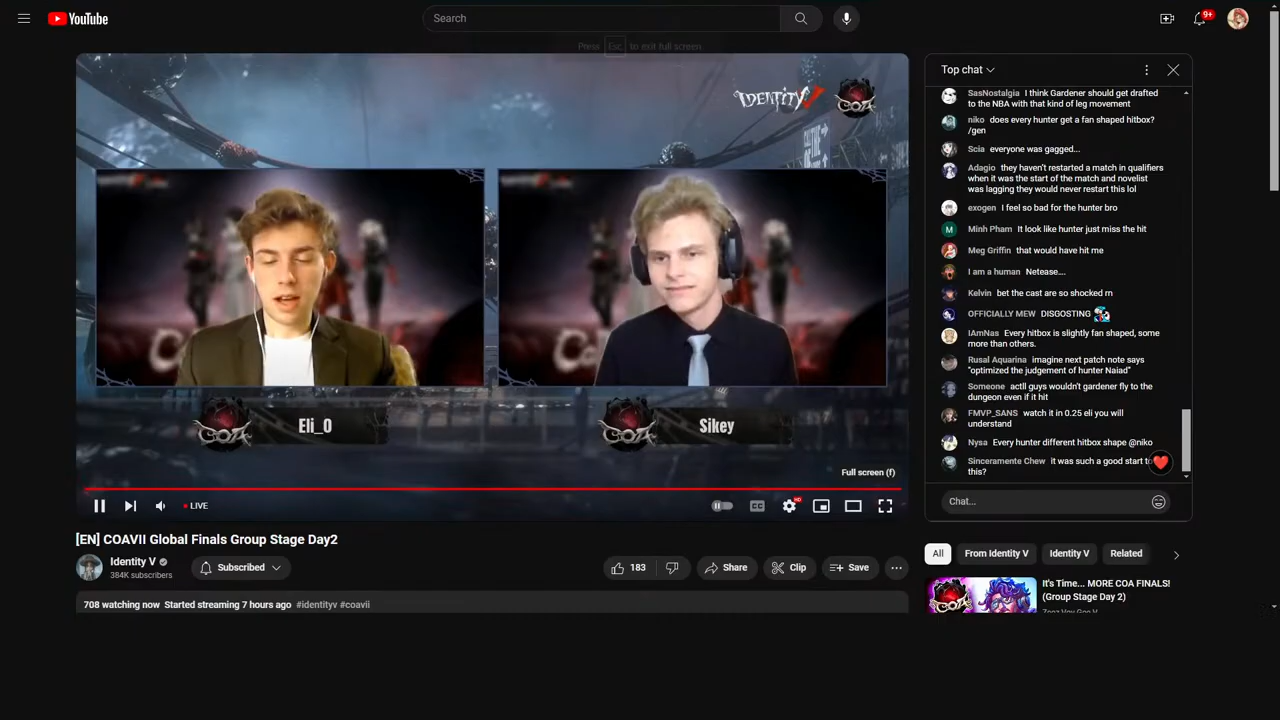 YouTube
Search
9+
Press Esc to exit full screen
IDENTITY V
COA
Eli_O
COA
Sikey
COA
Full screen (f)
LIVE
CC
HD
[EN] COAVII Global Finals Group Stage Day2
Identity V
384K subscribers
Subscribed
183
Share
Clip
Save
708 watching now Started streaming 7 hours ago #identityv #coavii
Top chat
SasNostalgia I think Gardener should get drafted
to the NBA with that kind of leg movement
niko does every hunter get a fan shaped hitbox?
/gen
Scia everyone was gagged...
Adagio they haven't restarted a match in qualifiers
when it was the start of the match and novelist
was lagging they would never restart this lol
exogen I feel so bad for the hunter bro
M
Minh Pham It look like hunter just miss the hit
Meg Griffin that would have hit me
I am a human Netease...
Kelvin bet the cast are so shocked rn
OFFICIALLY MEW DISGOSTING
IAmNas Every hitbox is slightly fan shaped, some
more than others.
Rusal Aquarina imagine next patch note says
"optimized the judgement of hunter Naiad"
Someone actll guys wouldn't gardener fly to the
dungeon even if it hit
FMVP_SANS watch it in 0.25 eli you will
understand
Nysa Every hunter different hitbox shape @niko
Sinceramente Chew it was such a good start to
this?
Chat...
All
From Identity V
Identity V
Related
It's Time... MORE COA FINALS!
(Group Stage Day 2)